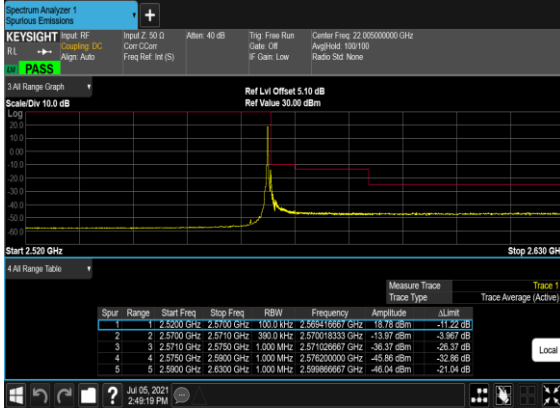 Spectrum Analyzer 1
Spurious Emissions
+
KEYSIGHT Input: RF Input Z: 50 Ω Atten: 40 dB Trig: Free Run Center Freq: 22.005000000 GHz
RL Coupling: DC Corr CCorr Gate: Off Avg|Hold: 100/100
Align: Auto Freq Ref: Int (S) IF Gain: Low Radio Std: None
PASS
3 All Range Graph
Ref Lvl Offset 5.10 dB
Scale/Div 10.0 dB Ref Value 30.00 dBm
Log
20.0
10.0
0.00
-10.0
-20.0
-30.0
-40.0
-50.0
-60.0
Start 2.520 GHz Stop 2.630 GH
4 All Range Table
Measure Trace Trace 1
Trace Type Trace Average (Active)
Spur Range Start Freq Stop Freq RBW Frequency Amplitude ΔLimit
1 1 2.5200 GHz 2.5700 GHz 100.0 kHz 2.569416667 GHz 18.78 dBm -11.22 dB
2 2 2.5700 GHz 2.5710 GHz 390.0 kHz 2.570018333 GHz -13.97 dBm -3.967 dB
3 3 2.5710 GHz 2.5750 GHz 1.000 MHz 2.571026667 GHz -36.37 dBm -26.37 dB
4 4 2.5750 GHz 2.5900 GHz 1.000 MHz 2.576200000 GHz -45.86 dBm -32.86 dB
5 5 2.5900 GHz 2.6300 GHz 1.000 MHz 2.599866667 GHz -46.04 dBm -21.04 dB
Local
? Jul 05, 2021
2:49:19 PM